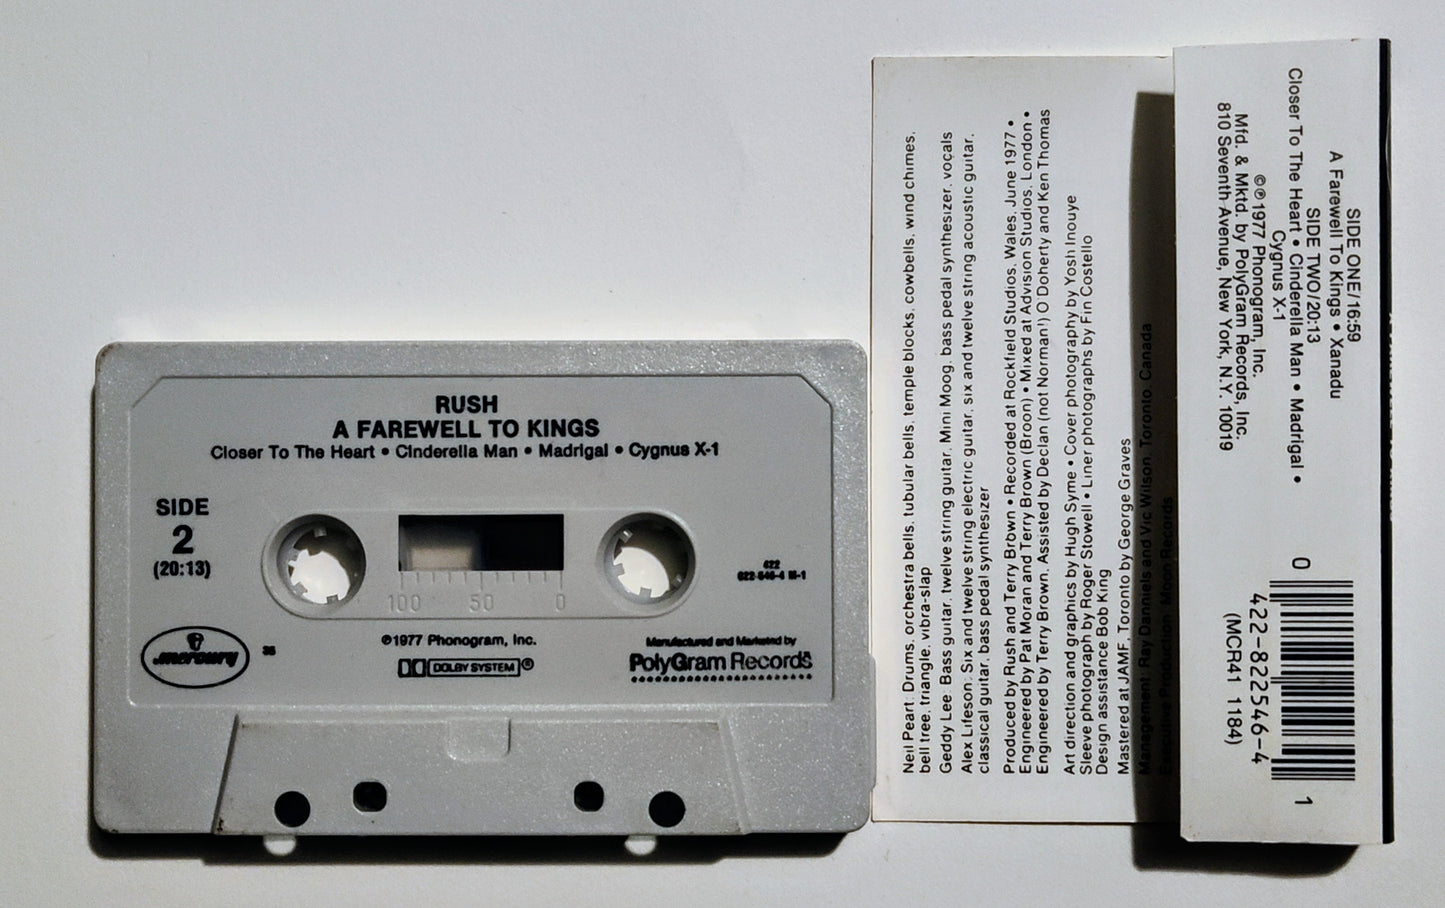 RUSH
A FAREWELL TO KINGS
Closer To The Heart • Cinderella Man • Madrigal • Cygnus X-1
SIDE
2
(20:13)
100 50 0
422
822-546-4 M-1
mercury
35
℗1977 Phonogram, Inc.
DOLBY SYSTEM®
Manufactured and Marketed by
PolyGram Records
Neil Peart: Drums, orchestra bells, tubular bells, temple blocks, cowbells, wind chimes,
bell tree, triangle, vibra-slap
Geddy Lee: Bass guitar, twelve string guitar, Mini Moog, bass pedal synthesizer, vocals
Alex Lifeson: Six and twelve string electric guitar, six and twelve string acoustic guitar,
classical guitar, bass pedal synthesizer
Produced by Rush and Terry Brown • Recorded at Rockfield Studios, Wales, June 1977 •
Engineered by Pat Moran and Terry Brown (Broon) • Mixed at Advision Studios, London •
Engineered by Terry Brown, Assisted by Declan (not Norman!) O'Doherty and Ken Thomas
Art direction and graphics by Hugh Syme • Cover photography by Yosh Inouye
Sleeve photograph by Roger Stowell • Liner photographs by Fin Costello
Design assistance Bob King
Mastered at JAMF, Toronto by George Graves
Management: Ray Danniels and Vic Wilson, Toronto, Canada
Executive Production: Moon Records
SIDE ONE/16:59
A Farewell To Kings • Xanadu
SIDE TWO/20:13
Closer To The Heart • Cinderella Man • Madrigal •
Cygnus X-1
©℗1977 Phonogram, Inc.
Mfd. & Mktd. by PolyGram Records, Inc.
810 Seventh Avenue, New York, N.Y. 10019
0 1
422-822546-4
(MCR41 1184)